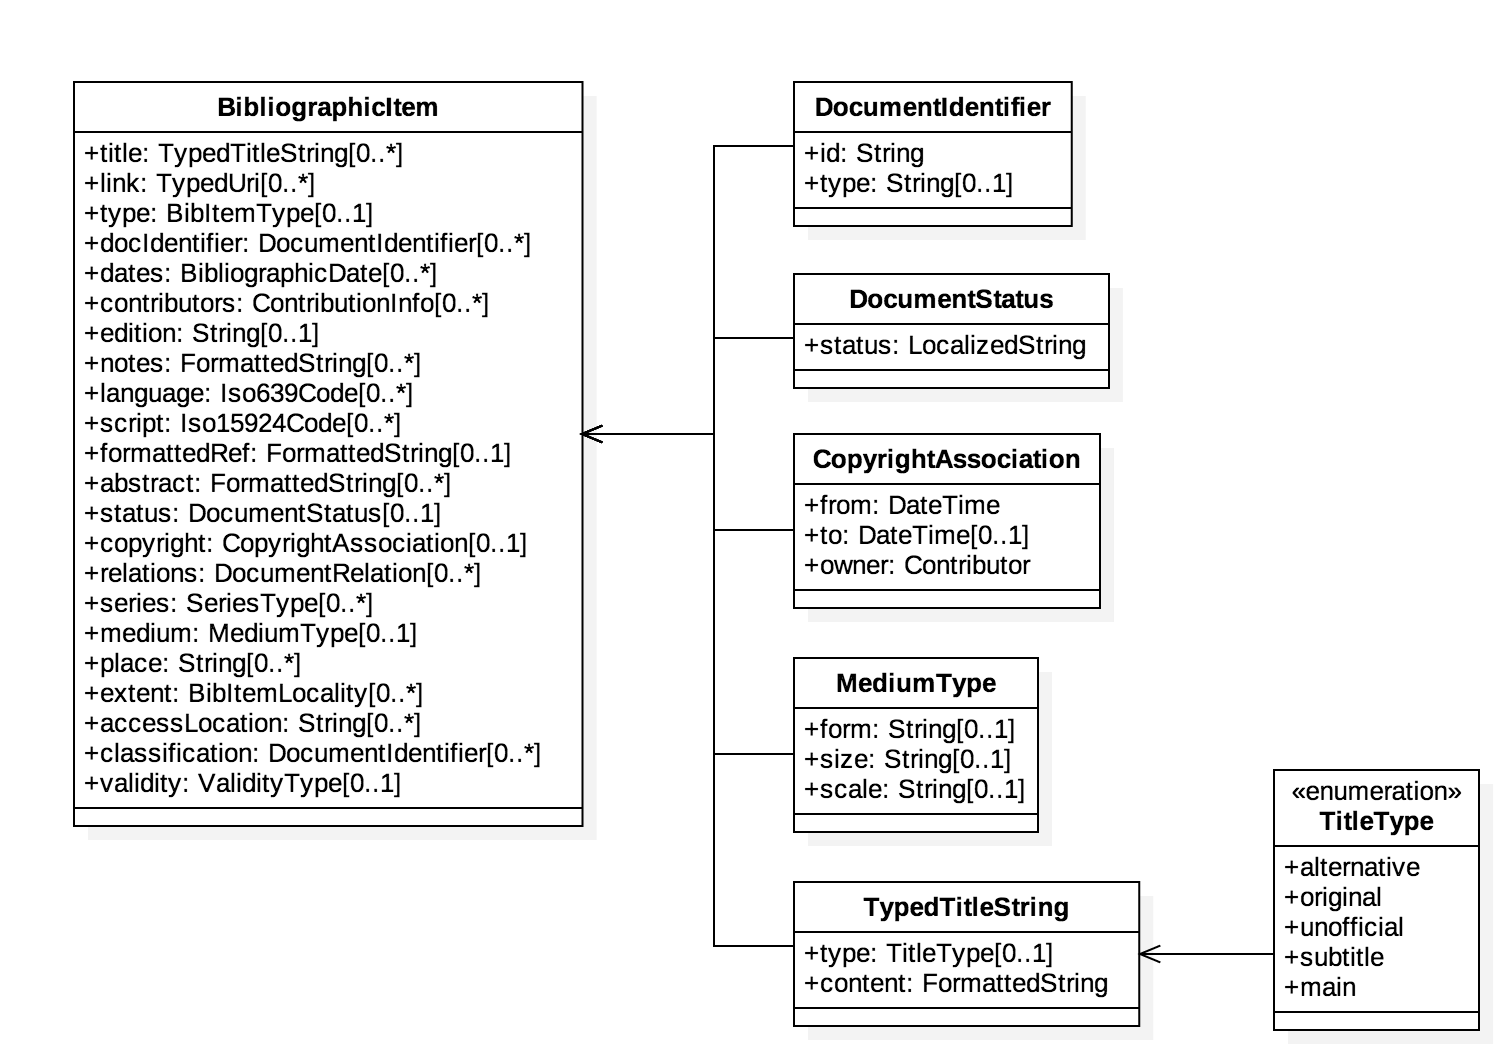 BibliographicItem
+title: TypedTitleString[0..*]
+link: TypedUri[0..*]
+type: BibItemType[0..1]
+docIdentifier: DocumentIdentifier[0..*]
+dates: BibliographicDate[0..*]
+contributors: ContributionInfo[0..*]
+edition: String[0..1]
+notes: FormattedString[0..*]
+language: Iso639Code[0..*]
+script: Iso15924Code[0..*]
+formattedRef: FormattedString[0..1]
+abstract: FormattedString[0..*]
+status: DocumentStatus[0..1]
+copyright: CopyrightAssociation[0..1]
+relations: DocumentRelation[0..*]
+series: SeriesType[0..*]
+medium: MediumType[0..1]
+place: String[0..*]
+extent: BibItemLocality[0..*]
+accessLocation: String[0..*]
+classification: DocumentIdentifier[0..*]
+validity: ValidityType[0..1]
DocumentIdentifier
+id: String
+type: String[0..1]
DocumentStatus
+status: LocalizedString
CopyrightAssociation
+from: DateTime
+to: DateTime[0..1]
+owner: Contributor
MediumType
+form: String[0..1]
+size: String[0..1]
+scale: String[0..1]
TypedTitleString
+type: TitleType[0..1]
+content: FormattedString
«enumeration»
TitleType
+alternative
+original
+unofficial
+subtitle
+main